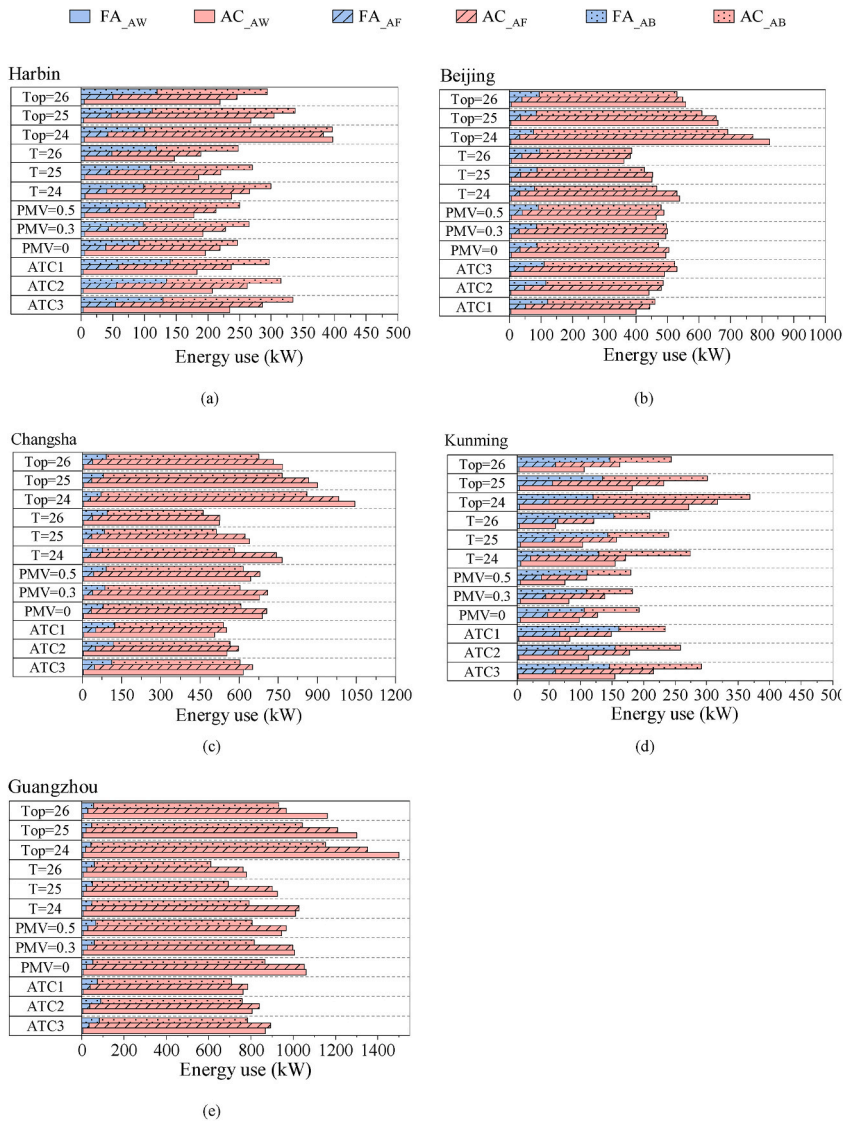 FA_AW AC_AW FA_AF AC_AF FA_AB AC_AB
Harbin
Top=26
Top=25
Top=24
T=26
T=25
T=24
PMV=0.5
PMV=0.3
PMV=0
ATC1
ATC2
ATC3
0 50 100 150 200 250 300 350 400 450 500
Energy use (kW)
(a)
Beijing
Top=26
Top=25
Top=24
T=26
T=25
T=24
PMV=0.5
PMV=0.3
PMV=0
ATC3
ATC2
ATC1
0 100 200 300 400 500 600 700 800 900 1000
Energy use (kW)
(b)
Changsha
Top=26
Top=25
Top=24
T=26
T=25
T=24
PMV=0.5
PMV=0.3
PMV=0
ATC1
ATC2
ATC3
0 150 300 450 600 750 900 1050 1200
Energy use (kW)
(c)
Kunming
Top=26
Top=25
Top=24
T=26
T=25
T=24
PMV=0.5
PMV=0.3
PMV=0
ATC1
ATC2
ATC3
0 50 100 150 200 250 300 350 400 450 500
Energy use (kW)
(d)
Guangzhou
Top=26
Top=25
Top=24
T=26
T=25
T=24
PMV=0.5
PMV=0.3
PMV=0
ATC1
ATC2
ATC3
0 200 400 600 800 1000 1200 1400
Energy use (kW)
(e)